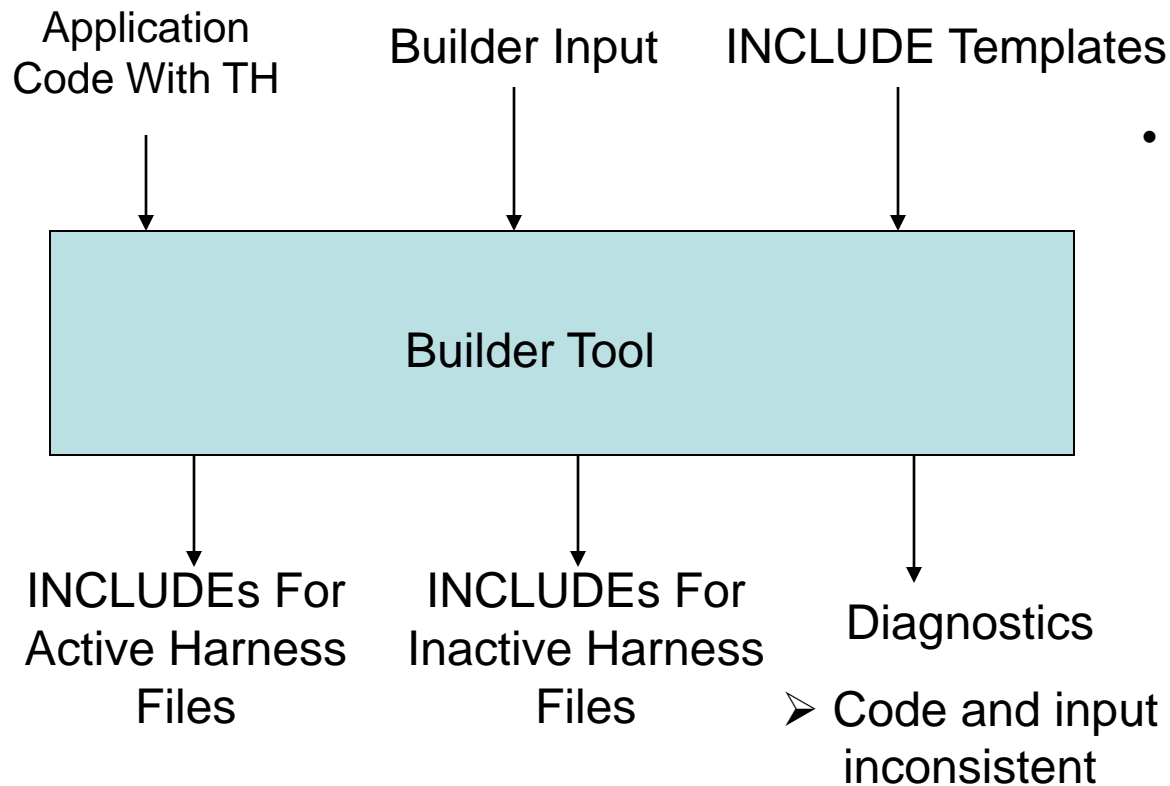 Application
Code With TH
Builder Input
INCLUDE Templates
•
Builder Tool
INCLUDEs For
Active Harness
Files
INCLUDEs For
Inactive Harness
Files
Diagnostics
➢ Code and input
inconsistent